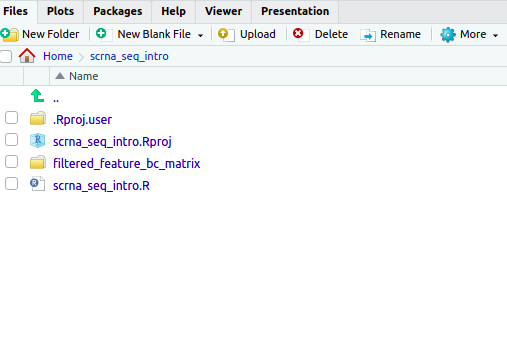 Files Plots Packages Help Viewer Presentation
New Folder New Blank File Upload Delete Rename More
Home scrna_seq_intro
Name
..
.Rproj.user
scrna_seq_intro.Rproj
filtered_feature_bc_matrix
scrna_seq_intro.R